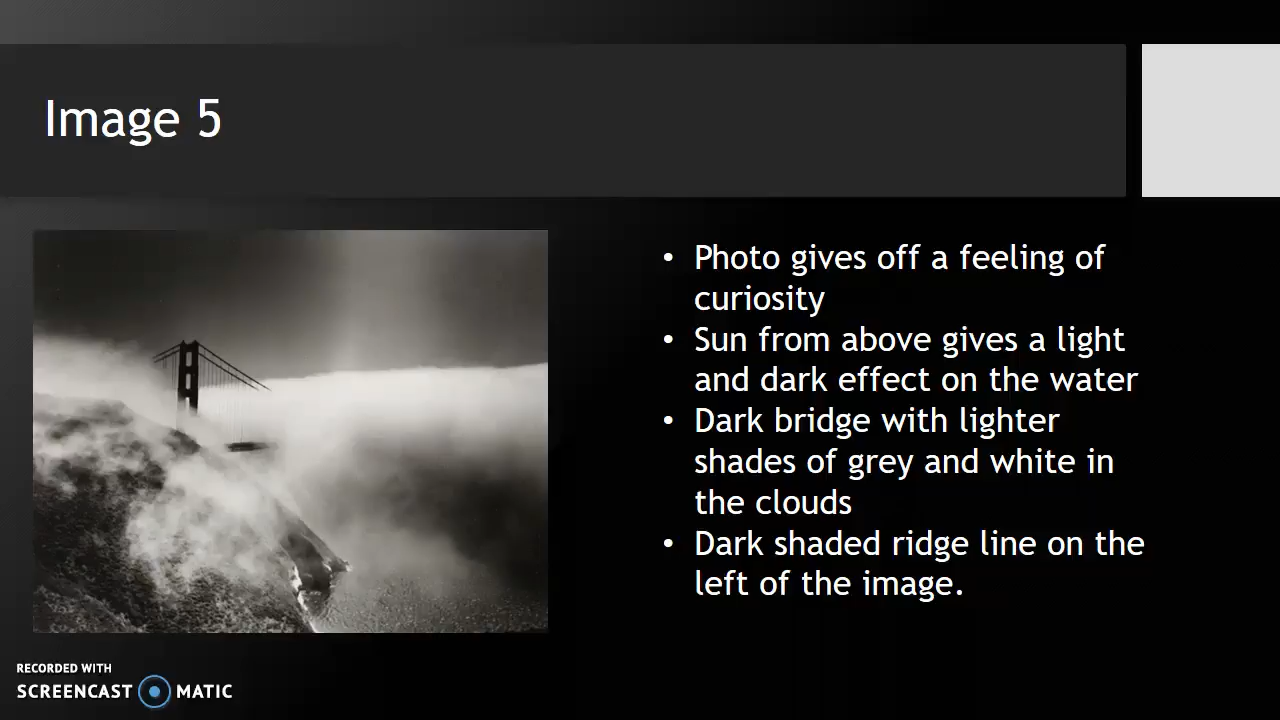 Image 5
• Photo gives off a feeling of
curiosity
• Sun from above gives a light
and dark effect on the water
• Dark bridge with lighter
shades of grey and white in
the clouds
• Dark shaded ridge line on the
left of the image.
RECORDED WITH
SCREENCAST MATIC